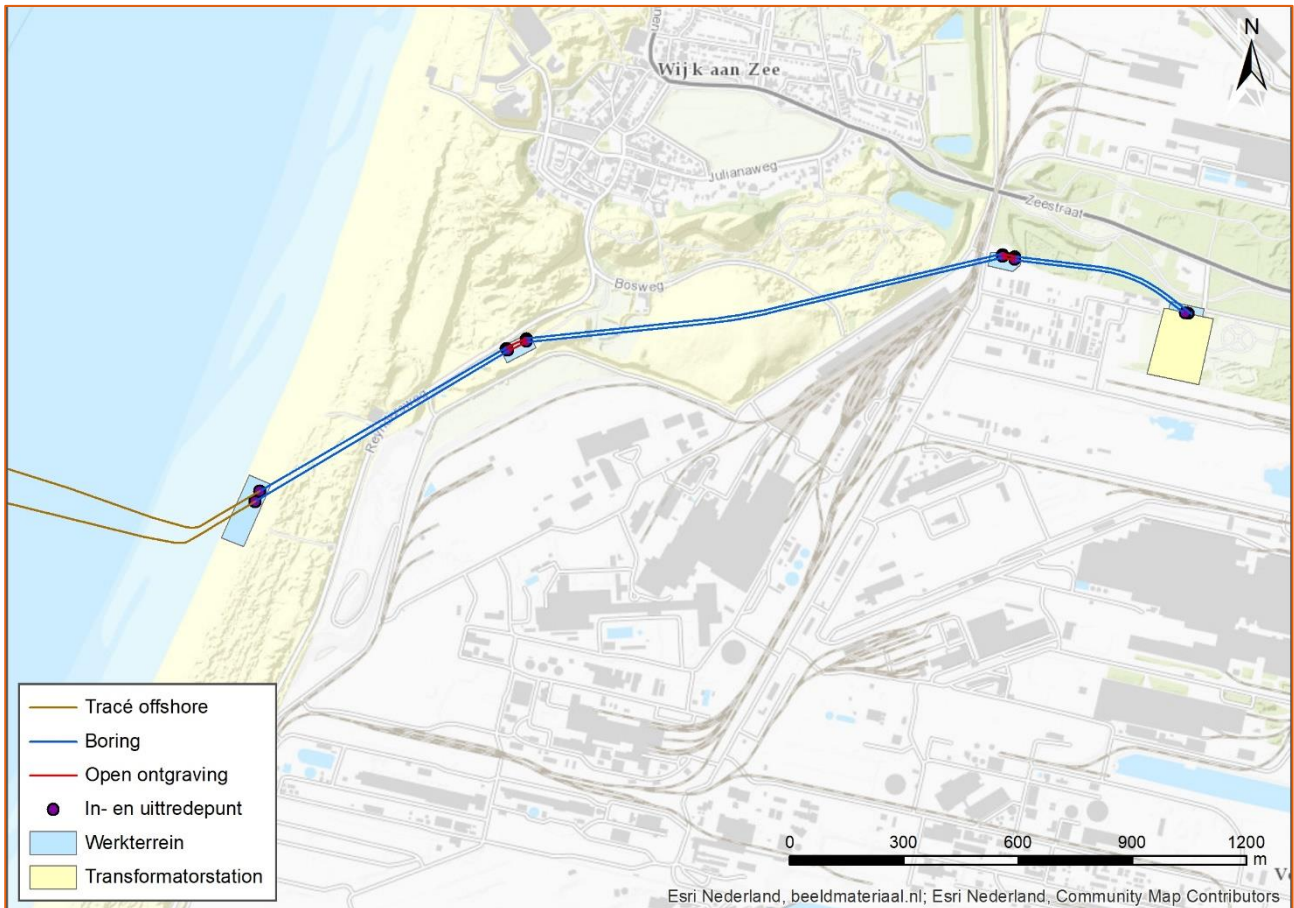 N
Wijk aan Zee
Julianaweg
Zeestraat
Bosweg
Tracé offshore
Boring
Open ontgraving
In- en uittredepunt
Werkterrein
Transformatorstation
0 300 600 900 1200
m
Esri Nederland, beeldmateriaal.nl; Esri Nederland, Community Map Contributors